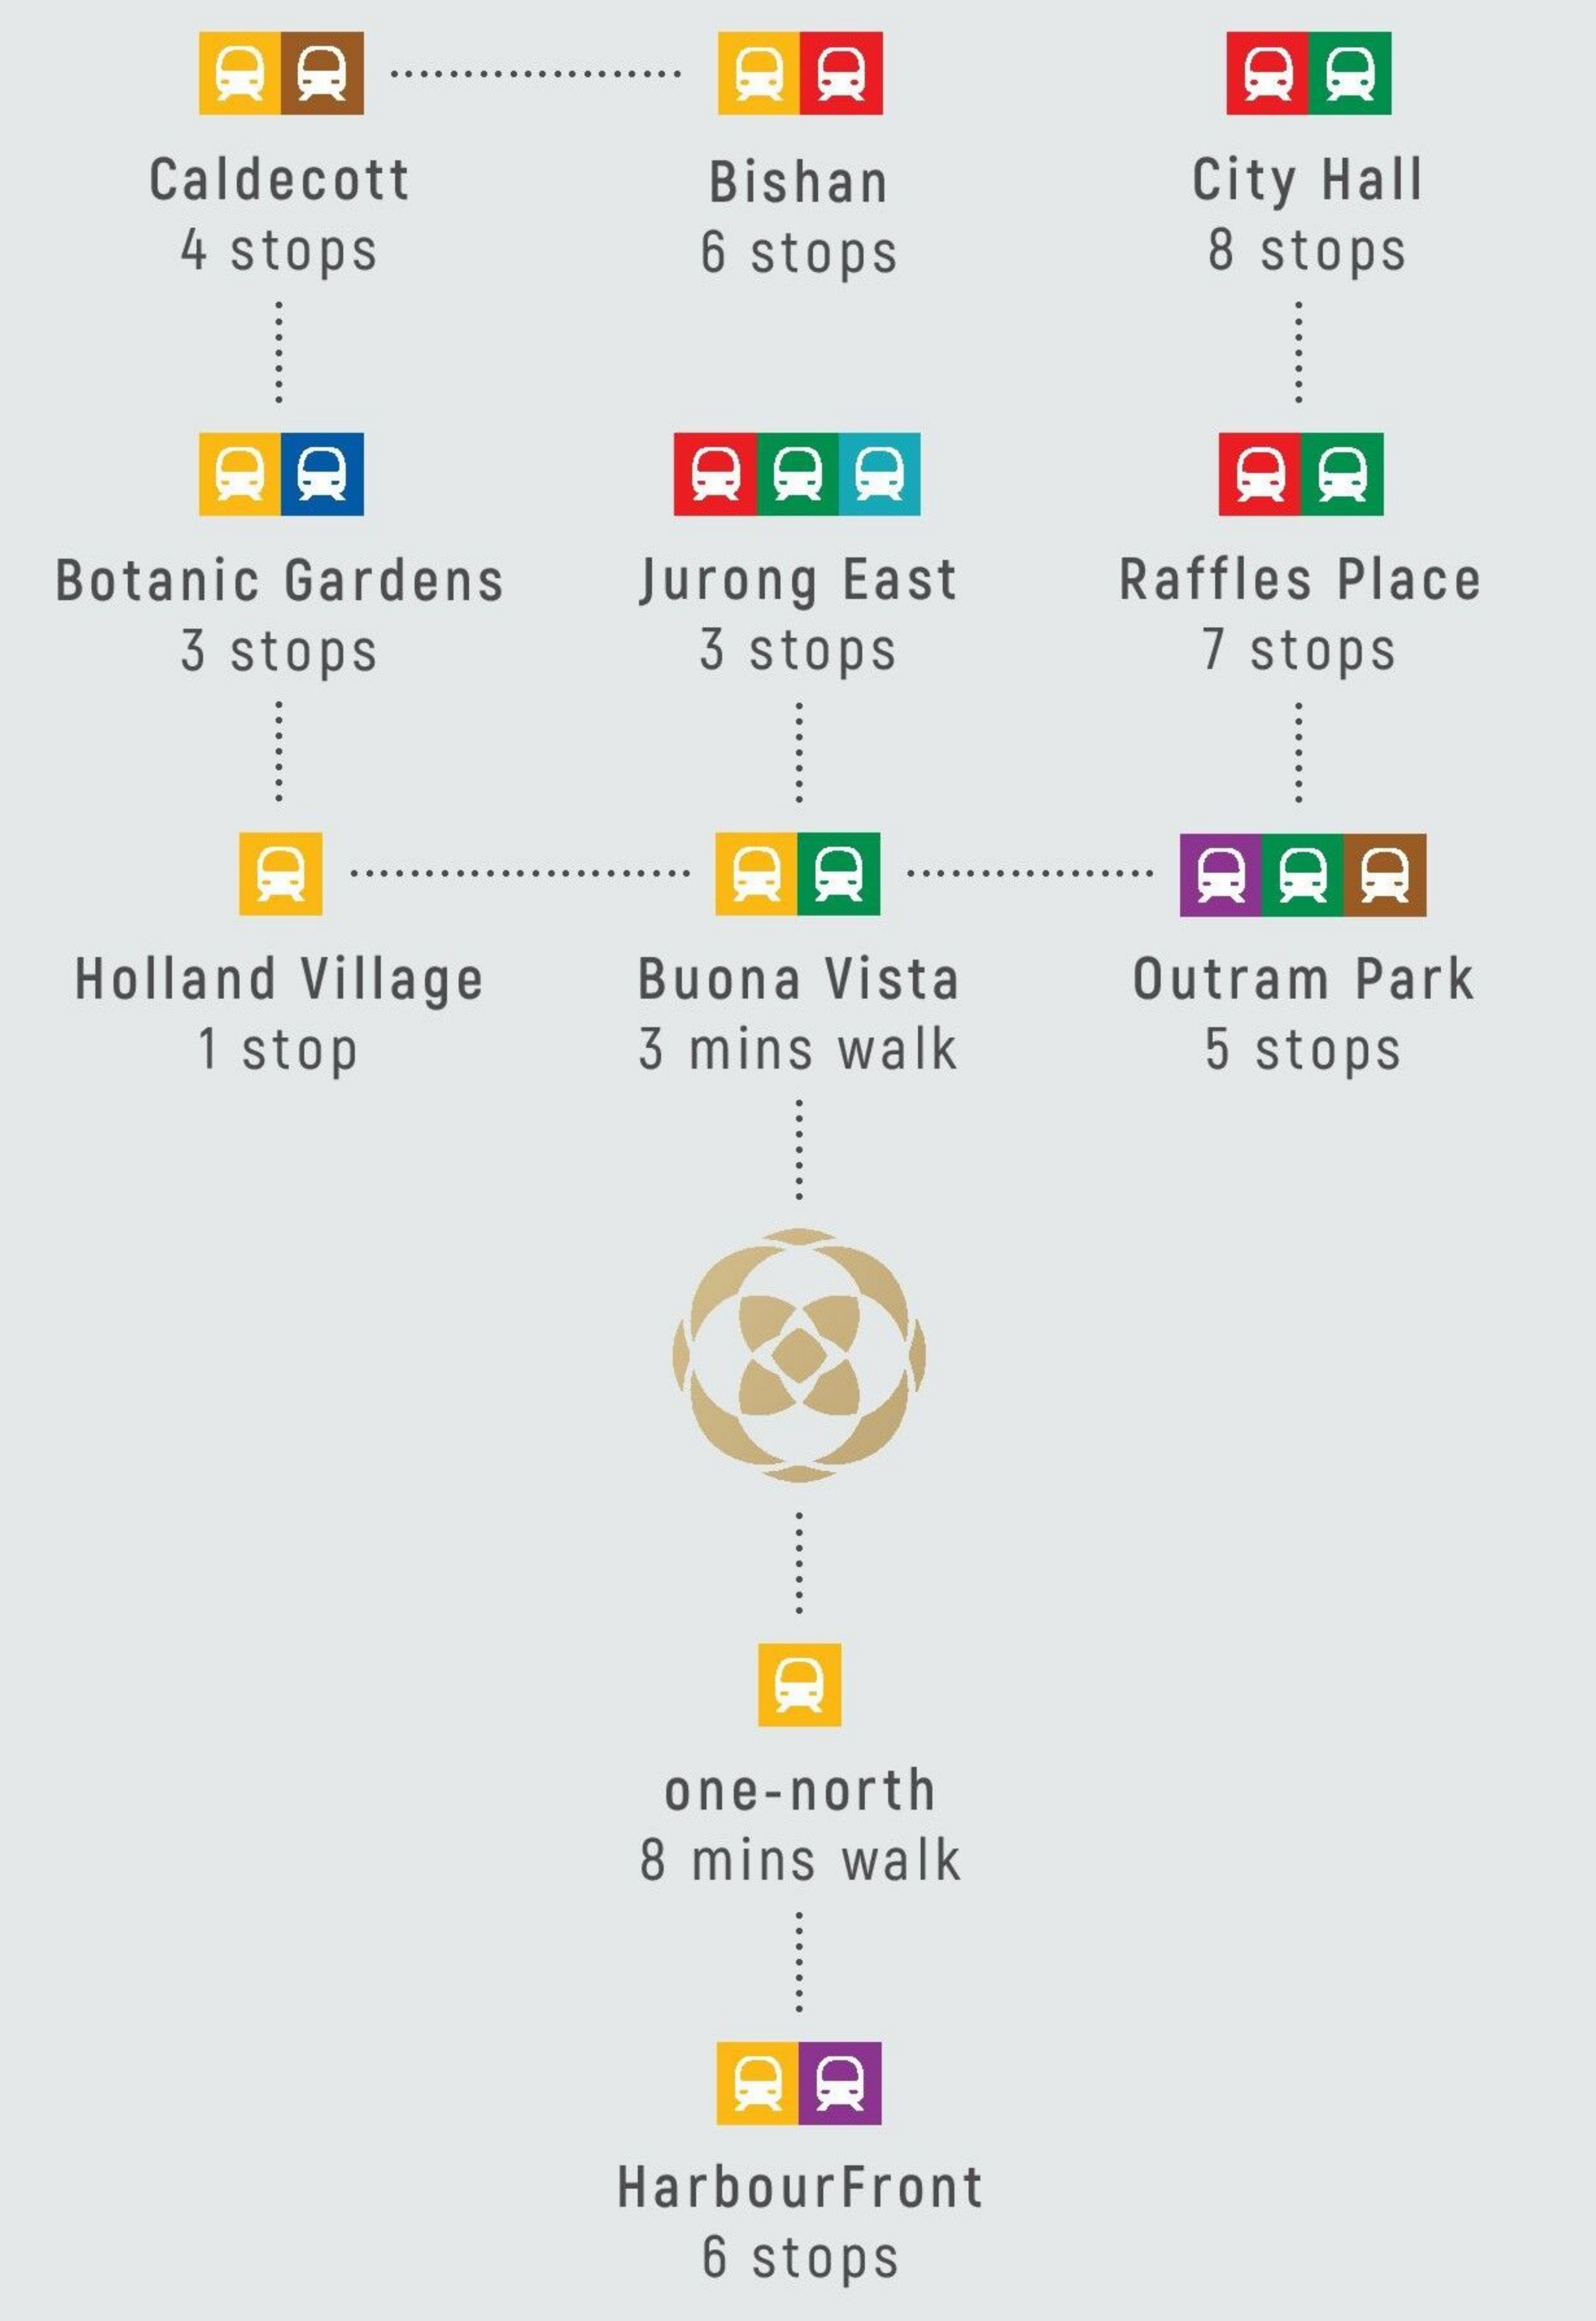 Caldecott
4 stops
Bishan
6 stops
City Hall
8 stops
Botanic Gardens
3 stops
Jurong East
3 stops
Raffles Place
7 stops
Holland Village
1 stop
Buona Vista
3 mins walk
Outram Park
5 stops
one-north
8 mins walk
HarbourFront
6 stops